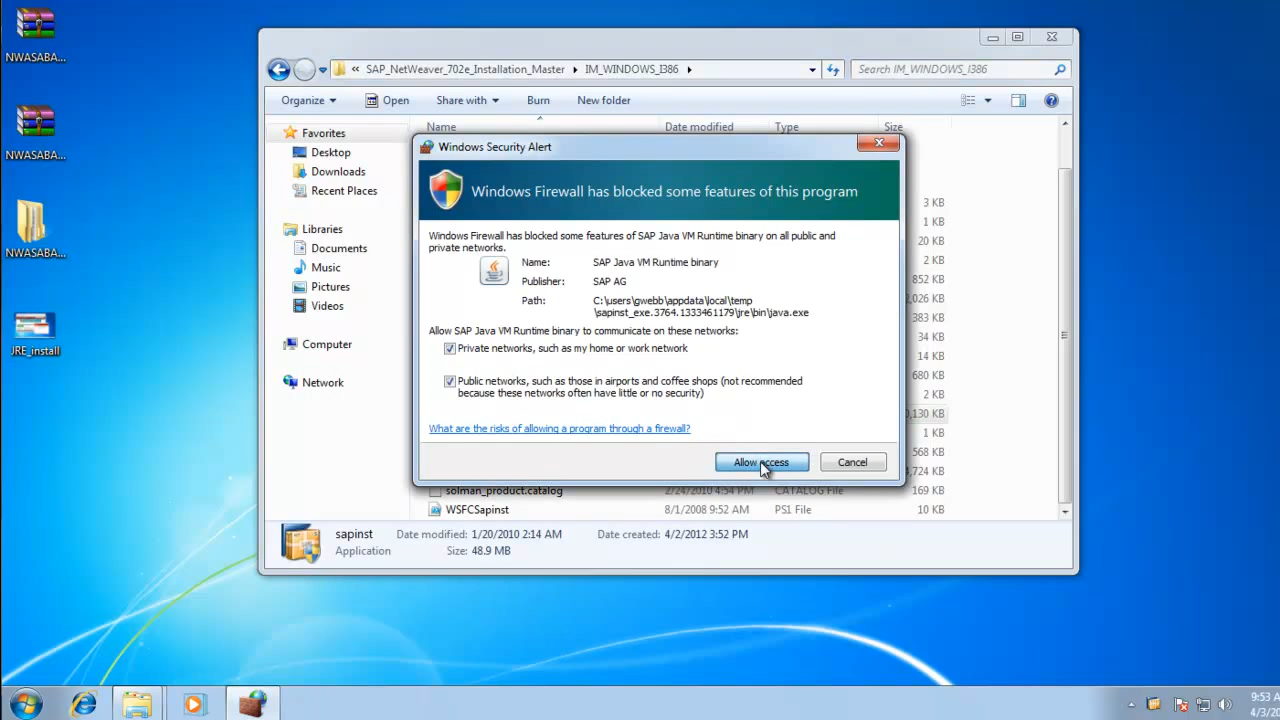 NWASABA...
NWASABA...
NWASABA...
JRE_install
« SAP_NetWeaver_702e_Installation_Master IM_WINDOWS_I386
Search IM_WINDOWS_I386
Organize Open Share with Burn New folder
Name Date modified Type Size
Favorites
Desktop
Downloads
Recent Places
Libraries
Documents
Music
Pictures
Videos
Computer
Network
Windows Security Alert
Windows Firewall has blocked some features of this program
Windows Firewall has blocked some features of SAP Java VM Runtime binary on all public and
private networks.
Name: SAP Java VM Runtime binary
Publisher: SAP AG
Path: C:\users\gwebb\appdata\local\temp
\sapinst_exe.3764.1333461179\jre\bin\java.exe
Allow SAP Java VM Runtime binary to communicate on these networks:
Private networks, such as my home or work network
Public networks, such as those in airports and coffee shops (not recommended
because these networks often have little or no security)
What are the risks of allowing a program through a firewall?
Allow access Cancel
3 KB
1 KB
20 KB
2 KB
852 KB
,026 KB
383 KB
34 KB
14 KB
680 KB
2 KB
,130 KB
1 KB
568 KB
,724 KB
solman_product.catalog 2/24/2010 4:54 PM CATALOG File 169 KB
WSFCSapinst 8/1/2008 9:52 AM PS1 File 10 KB
sapinst Date modified: 1/20/2010 2:14 AM Date created: 4/2/2012 3:52 PM
Application Size: 48.9 MB
9:53 A
4/3/20